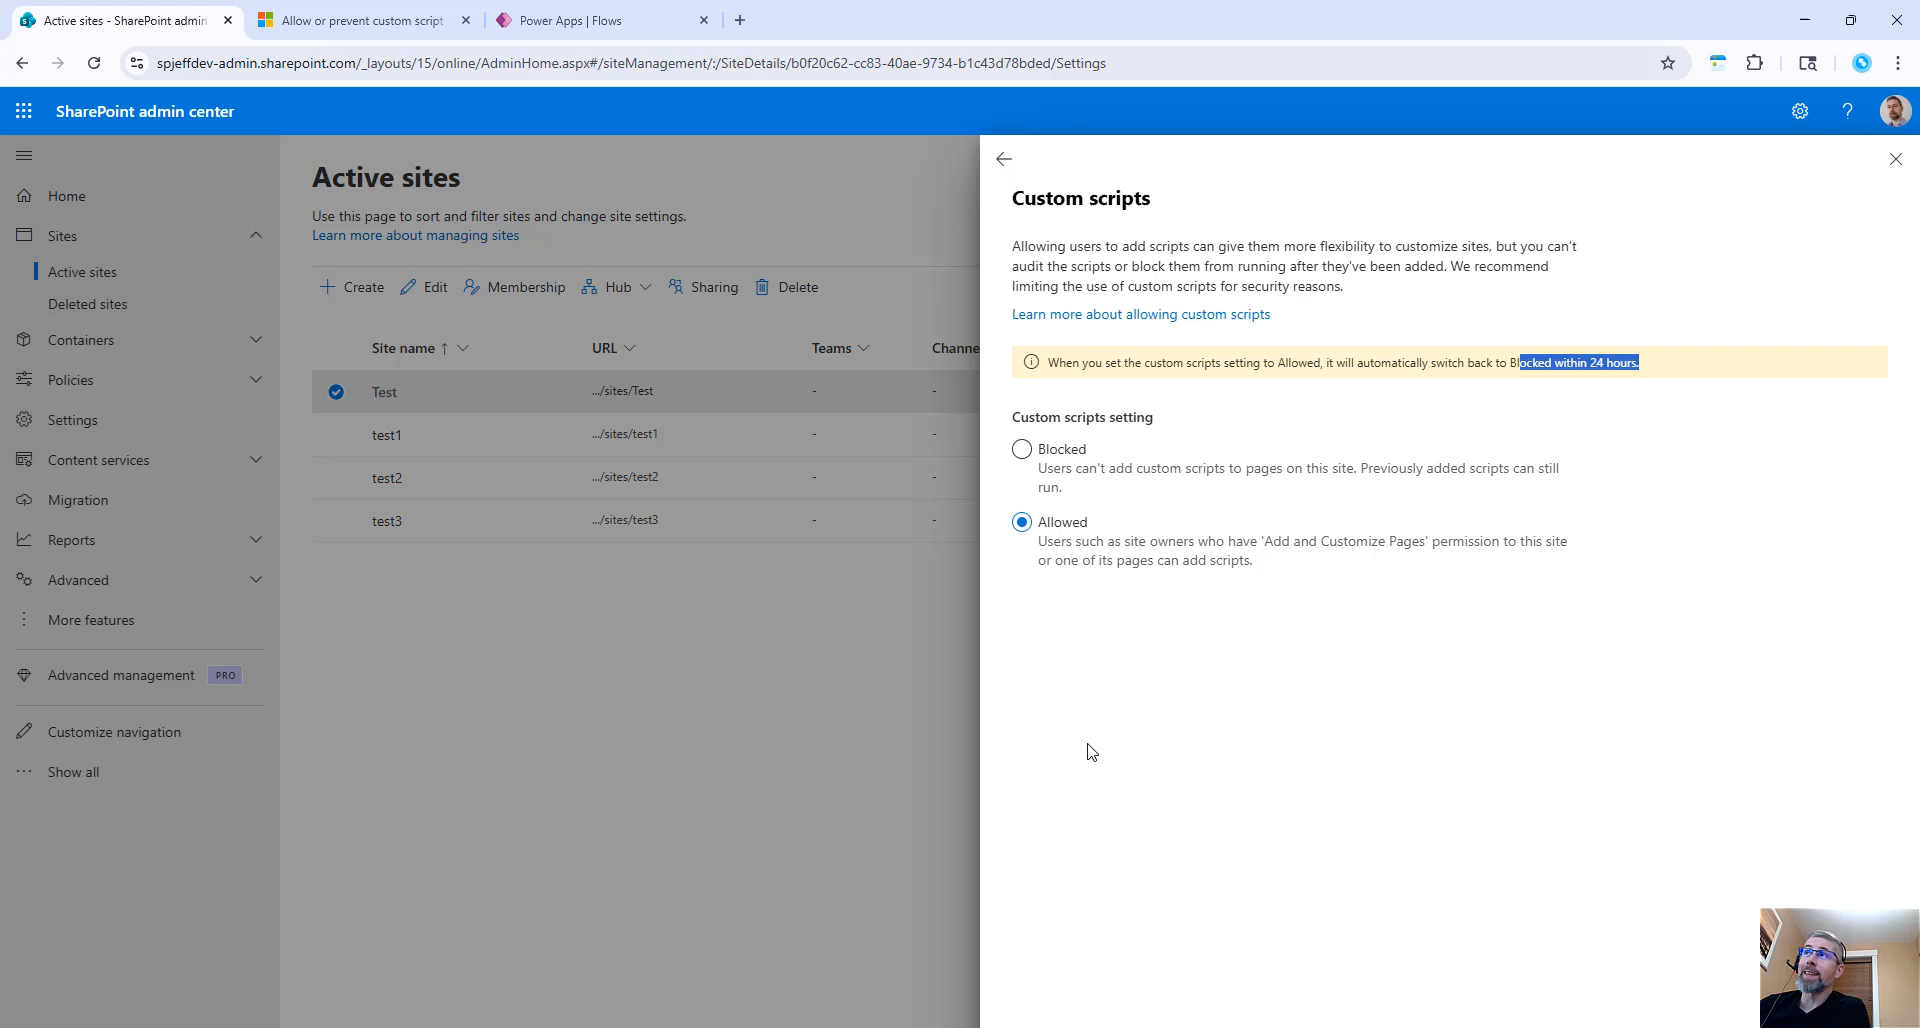 Active sites - SharePoint admin
Allow or prevent custom script
Power Apps | Flows
spjeffdev-admin.sharepoint.com/_layouts/15/online/AdminHome.aspx#/siteManagement/:/SiteDetails/b0f20c62-cc83-40ae-9734-b1c43d78bded/Settings
SharePoint admin center
Home
Sites
Active sites
Deleted sites
Containers
Policies
Settings
Content services
Migration
Reports
Advanced
More features
Advanced management PRO
Customize navigation
Show all
Active sites
Use this page to sort and filter sites and change site settings.
Learn more about managing sites
Create Edit Membership Hub Sharing Delete
Site name URL Teams Channe
Test .../sites/Test - -
test1 .../sites/test1 - -
test2 .../sites/test2 - -
test3 .../sites/test3 - -
Custom scripts
Allowing users to add scripts can give them more flexibility to customize sites, but you can't
audit the scripts or block them from running after they've been added. We recommend
limiting the use of custom scripts for security reasons.
Learn more about allowing custom scripts
When you set the custom scripts setting to Allowed, it will automatically switch back to Blocked within 24 hours.
Custom scripts setting
Blocked
Users can't add custom scripts to pages on this site. Previously added scripts can still
run.
Allowed
Users such as site owners who have 'Add and Customize Pages' permission to this site
or one of its pages can add scripts.